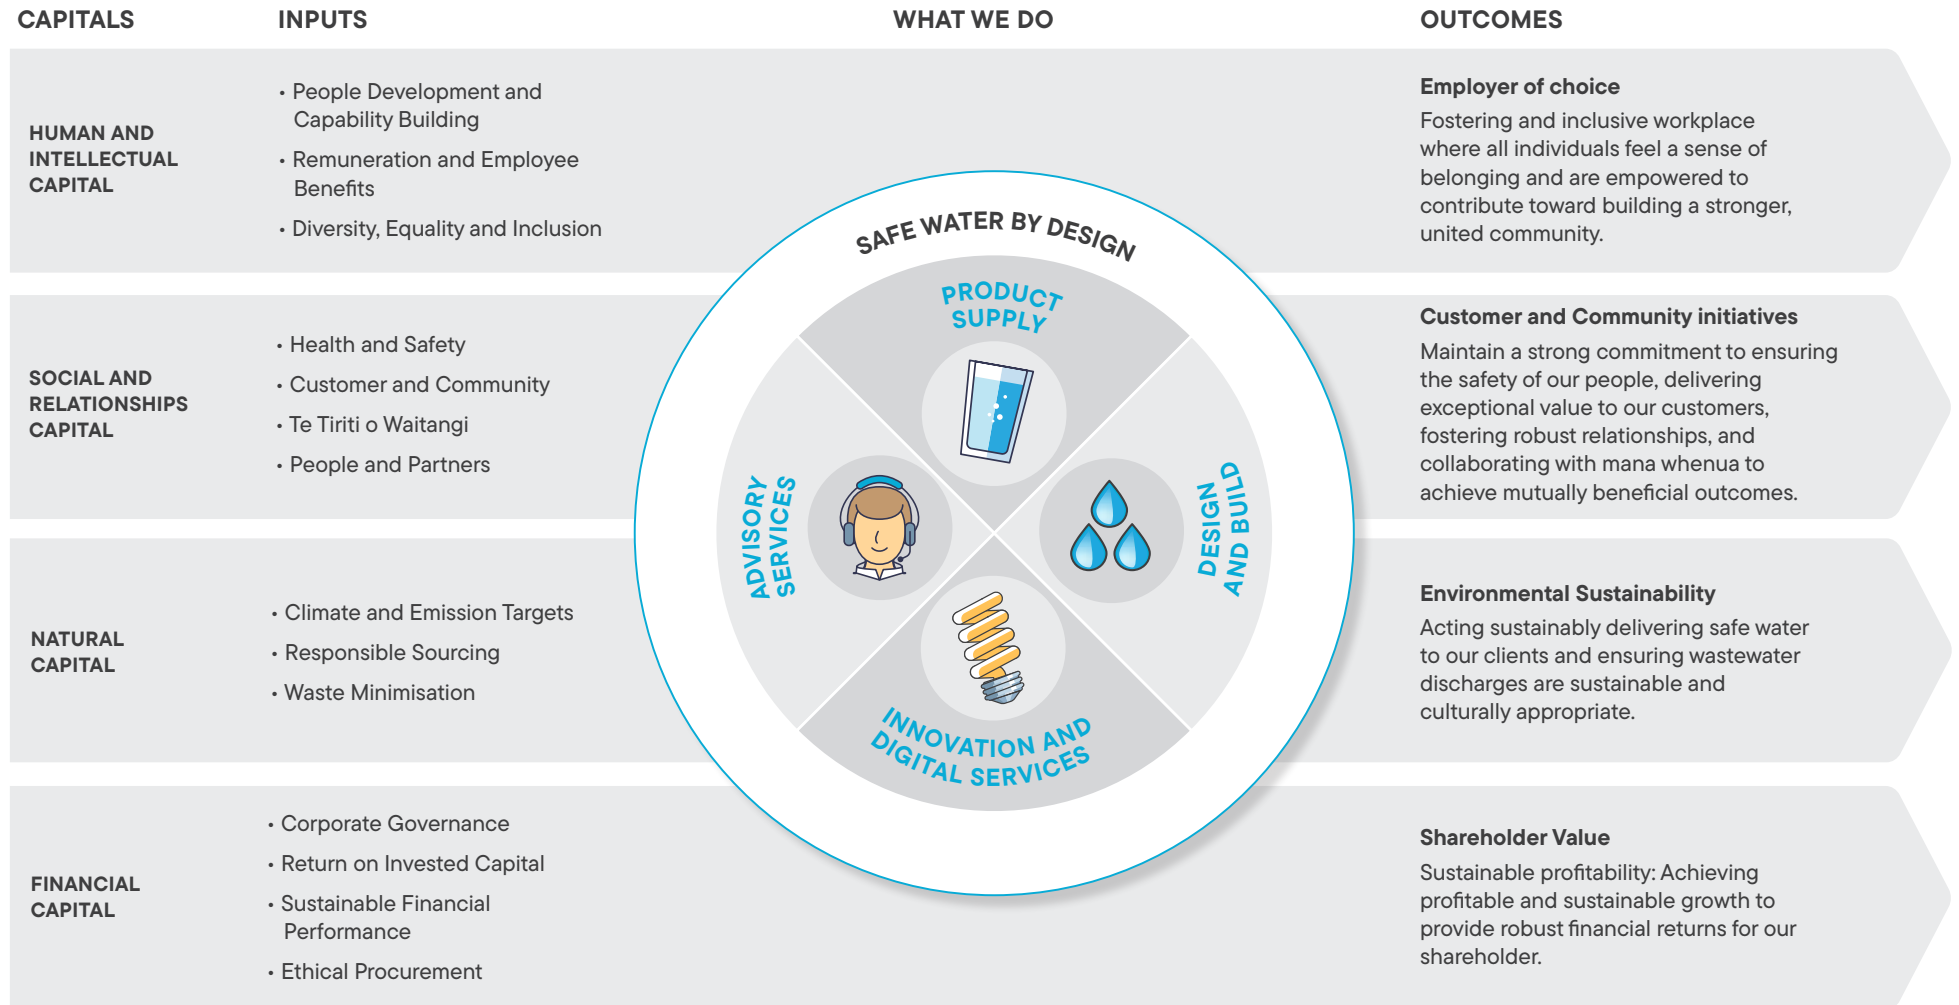 CAPITALS
INPUTS
WHAT WE DO
OUTCOMES
HUMAN AND
INTELLECTUAL
CAPITAL
• People Development and
Capability Building
• Remuneration and Employee
Benefits
• Diversity, Equality and Inclusion
Employer of choice
Fostering and inclusive workplace
where all individuals feel a sense of
belonging and are empowered to
contribute toward building a stronger,
united community.
SOCIAL AND
RELATIONSHIPS
CAPITAL
• Health and Safety
• Customer and Community
• Te Tiriti o Waitangi
• People and Partners
Customer and Community initiatives
Maintain a strong commitment to ensuring
the safety of our people, delivering
exceptional value to our customers,
fostering robust relationships, and
collaborating with mana whenua to
achieve mutually beneficial outcomes.
NATURAL
CAPITAL
• Climate and Emission Targets
• Responsible Sourcing
• Waste Minimisation
Environmental Sustainability
Acting sustainably delivering safe water
to our clients and ensuring wastewater
discharges are sustainable and
culturally appropriate.
FINANCIAL
CAPITAL
• Corporate Governance
• Return on Invested Capital
• Sustainable Financial
Performance
• Ethical Procurement
Shareholder Value
Sustainable profitability: Achieving
profitable and sustainable growth to
provide robust financial returns for our
shareholder.
SAFE WATER BY DESIGN
PRODUCT
SUPPLY
ADVISORY
SERVICES
DESIGN
AND BUILD
INNOVATION AND
DIGITAL SERVICES